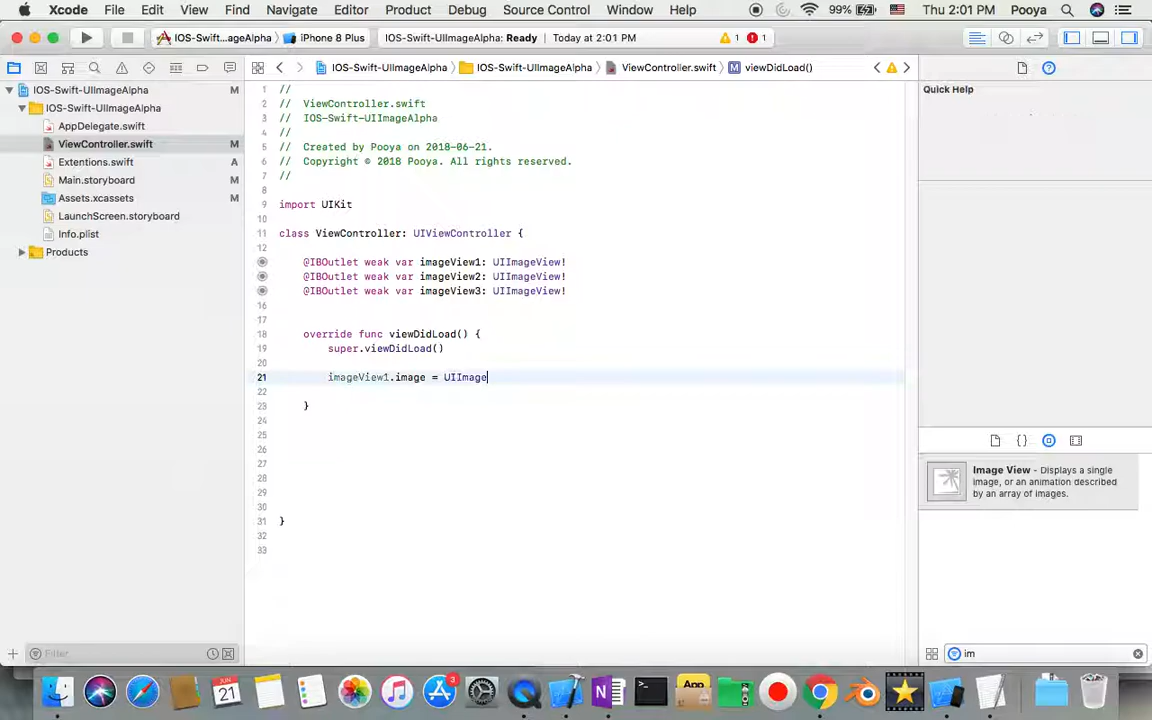 Xcode File Edit View Find Navigate Editor Product Debug Source Control Window Help 99% Thu 2:01 PM Pooya
IOS-Swift...ageAlpha iPhone 8 Plus IOS-Swift-UIImageAlpha: Ready Today at 2:01 PM 1 1
IOS-Swift-UIImageAlpha IOS-Swift-UIImageAlpha ViewController.swift M viewDidLoad()
IOS-Swift-UIImageAlpha M
IOS-Swift-UIImageAlpha
AppDelegate.swift
ViewController.swift M
Extentions.swift A
Main.storyboard M
Assets.xcassets M
LaunchScreen.storyboard
Info.plist
Products
Filter
1 //
2 // ViewController.swift
3 // IOS-Swift-UIImageAlpha
4 //
5 // Created by Pooya on 2018-06-21.
6 // Copyright © 2018 Pooya. All rights reserved.
7 //
8
9 import UIKit
10
11 class ViewController: UIViewController {
12
13 @IBOutlet weak var imageView1: UIImageView!
14 @IBOutlet weak var imageView2: UIImageView!
15 @IBOutlet weak var imageView3: UIImageView!
16
17
18 override func viewDidLoad() {
19 super.viewDidLoad()
20
21 imageView1.image = UIImage
22
23 }
24
25
26
27
28
29
30
31 }
32
33
Quick Help
{ }
Image View - Displays a single
image, or an animation described
by an array of images.
im
JUN
21
3
App